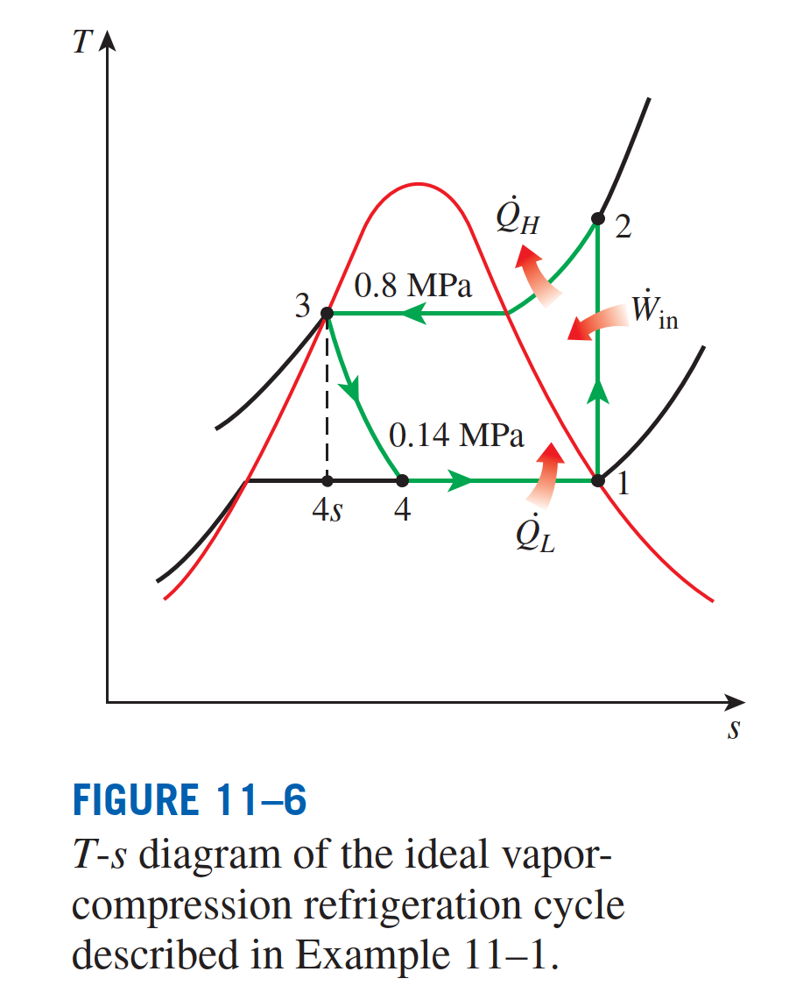 T
Q̇H
2
0.8 MPa
3
Ẇin
0.14 MPa
1
4s
4
Q̇L
s
FIGURE 11–6
T-s diagram of the ideal vapor-
compression refrigeration cycle
described in Example 11–1.